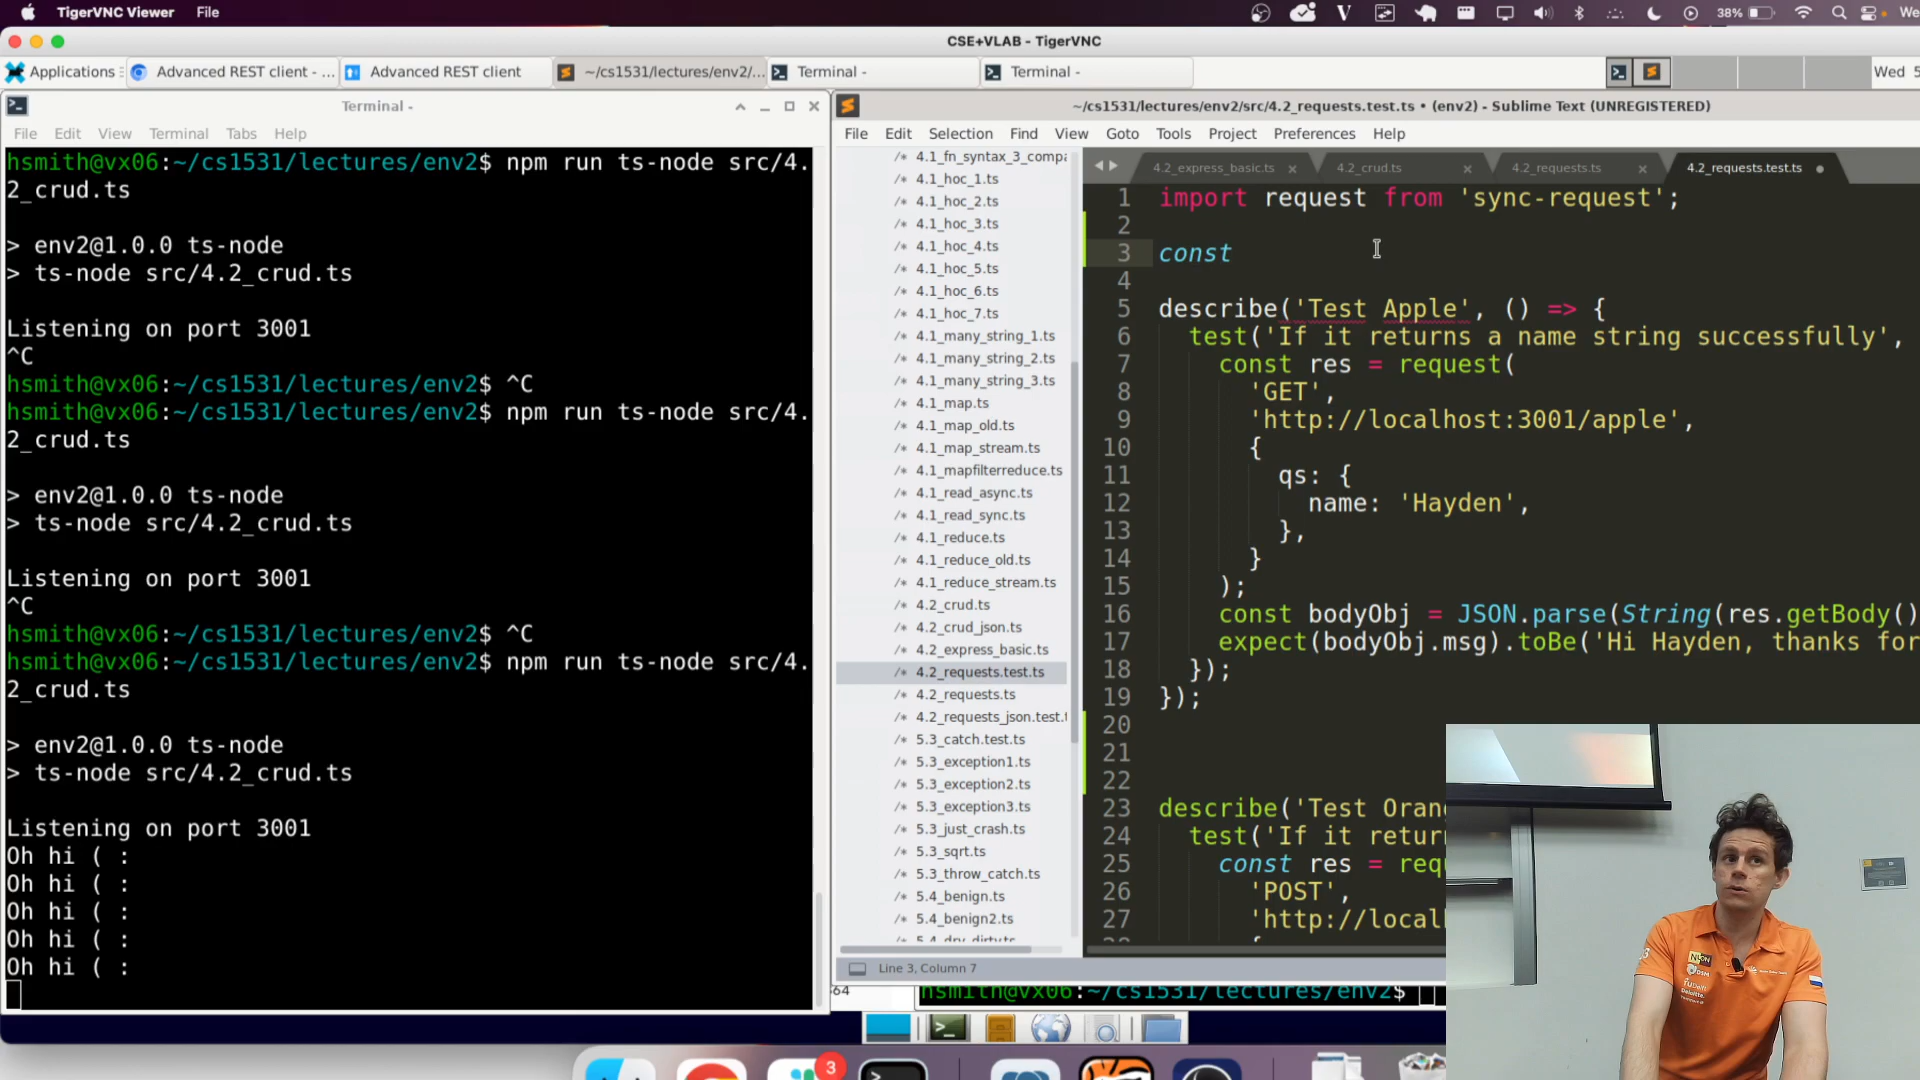 TigerVNC Viewer File
38%
CSE+VLAB - TigerVNC
Applications
Advanced REST client - ...
Advanced REST client
~/cs1531/lectures/env2/...
Terminal -
Terminal -
Wed 5
Terminal -
File Edit View Terminal Tabs Help
hsmith@vx06:~/cs1531/lectures/env2$ npm run ts-node src/4.
2_crud.ts
> env2@1.0.0 ts-node
> ts-node src/4.2_crud.ts
Listening on port 3001
^C
hsmith@vx06:~/cs1531/lectures/env2$ ^C
hsmith@vx06:~/cs1531/lectures/env2$ npm run ts-node src/4.
2_crud.ts
> env2@1.0.0 ts-node
> ts-node src/4.2_crud.ts
Listening on port 3001
^C
hsmith@vx06:~/cs1531/lectures/env2$ ^C
hsmith@vx06:~/cs1531/lectures/env2$ npm run ts-node src/4.
2_crud.ts
> env2@1.0.0 ts-node
> ts-node src/4.2_crud.ts
Listening on port 3001
Oh hi ( :
Oh hi ( :
Oh hi ( :
Oh hi ( :
Oh hi ( :
~/cs1531/lectures/env2/src/4.2_requests.test.ts • (env2) - Sublime Text (UNREGISTERED)
File Edit Selection Find View Goto Tools Project Preferences Help
/* 4.1_fn_syntax_3_compa
/* 4.1_hoc_1.ts
/* 4.1_hoc_2.ts
/* 4.1_hoc_3.ts
/* 4.1_hoc_4.ts
/* 4.1_hoc_5.ts
/* 4.1_hoc_6.ts
/* 4.1_hoc_7.ts
/* 4.1_many_string_1.ts
/* 4.1_many_string_2.ts
/* 4.1_many_string_3.ts
/* 4.1_map.ts
/* 4.1_map_old.ts
/* 4.1_map_stream.ts
/* 4.1_mapfilterreduce.ts
/* 4.1_read_async.ts
/* 4.1_read_sync.ts
/* 4.1_reduce.ts
/* 4.1_reduce_old.ts
/* 4.1_reduce_stream.ts
/* 4.2_crud.ts
/* 4.2_crud_json.ts
/* 4.2_express_basic.ts
/* 4.2_requests.test.ts
/* 4.2_requests.ts
/* 4.2_requests_json.test.t
/* 5.3_catch.test.ts
/* 5.3_exception1.ts
/* 5.3_exception2.ts
/* 5.3_exception3.ts
/* 5.3_just_crash.ts
/* 5.3_sqrt.ts
/* 5.3_throw_catch.ts
/* 5.4_benign.ts
/* 5.4_benign2.ts
/* 5.4_dry_dirty.ts
4.2_express_basic.ts
4.2_crud.ts
4.2_requests.ts
4.2_requests.test.ts
1 import request from 'sync-request';
2
3 const
4
5 describe('Test Apple', () => {
6 test('If it returns a name string successfully',
7 const res = request(
8 'GET',
9 'http://localhost:3001/apple',
10 {
11 qs: {
12 name: 'Hayden',
13 },
14 }
15 );
16 const bodyObj = JSON.parse(String(res.getBody()
17 expect(bodyObj.msg).toBe('Hi Hayden, thanks for
18 });
19 });
20
21
22
23 describe('Test Oran
24 test('If it retur
25 const res = req
26 'POST',
27 'http://local
28 {
Line 3, Column 7
64
hsmith@vx06:~/cs1531/lectures/env2$
3